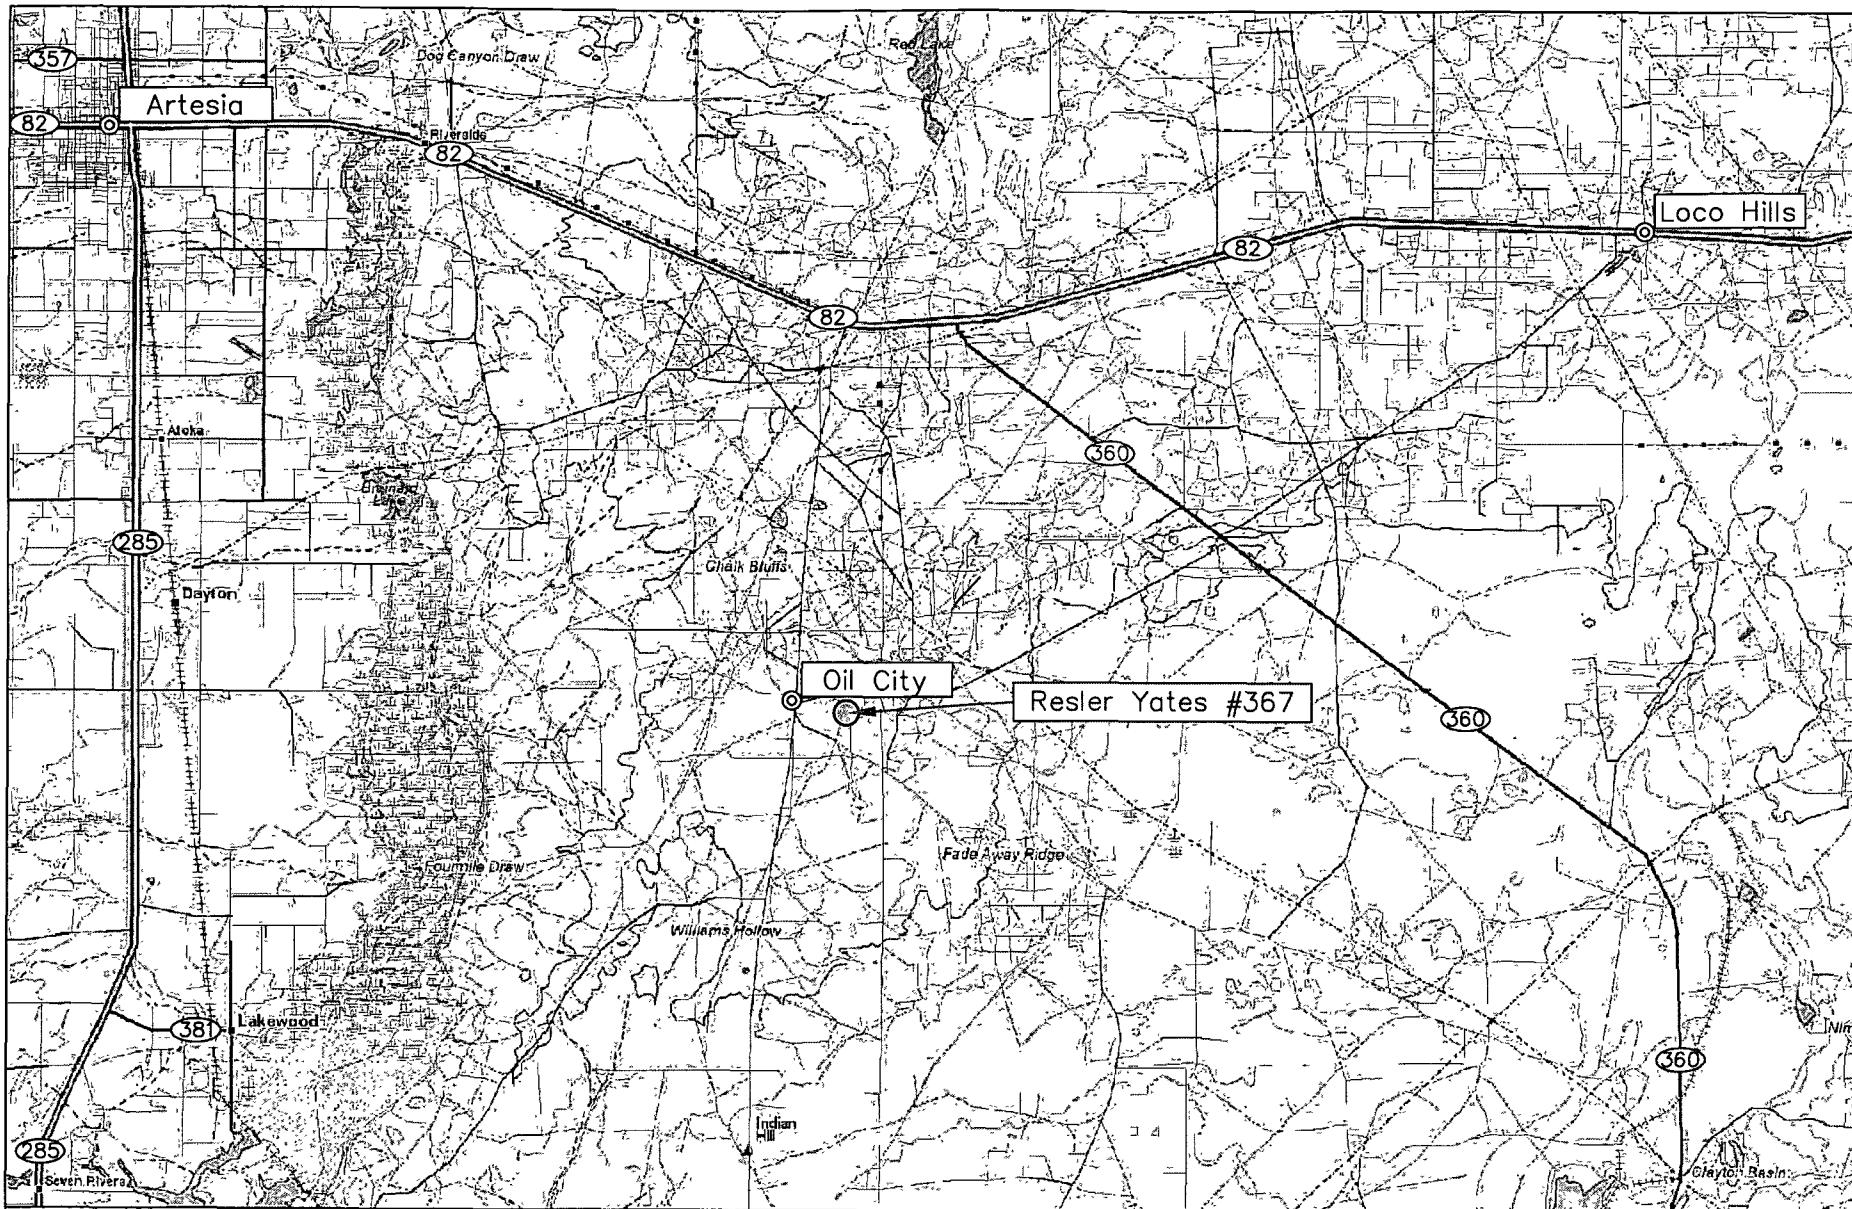 Dog Canyon Draw
Red Lake
357
Artesia
82
Riverside
82
Loco Hills
82
82
Atoka
360
Brainard
Lake
285
Chalk Bluffs
Dayton
Oil City
Resler Yates #367
360
Fade Away Ridge
Fourmile Draw
Williams Hollow
381
Lakewood
360
Indian
Hill
285
Seven Rivers
Clayton Basin